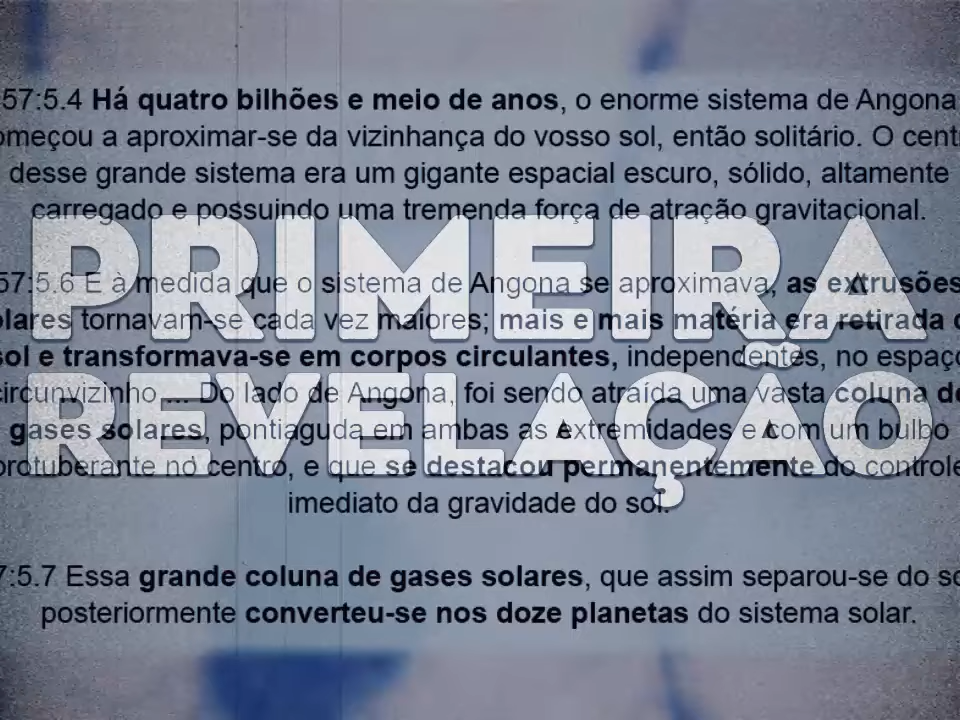 57:5.4 Há quatro bilhões e meio de anos, o enorme sistema de Angona
omeçou a aproximar-se da vizinhança do vosso sol, então solitário. O cent
desse grande sistema era um gigante espacial escuro, sólido, altamente
carregado e possuindo uma tremenda força de atração gravitacional.
PRIMEIRA
57:5.6 E à medida que o sistema de Angona se aproximava, as extrusões
olares tornavam-se cada vez maiores; mais e mais matéria era retirada d
sol e transformava-se em corpos circulantes, independentes, no espaço
circunvizinho ... Do lado de Angona, foi sendo atraída uma vasta coluna de
REVELAÇÃO
gases solares, pontiaguda em ambas as extremidades e com um bulbo
protuberante no centro, e que se destacou permanentemente do controle
imediato da gravidade do sol.
7:5.7 Essa grande coluna de gases solares, que assim separou-se do so
posteriormente converteu-se nos doze planetas do sistema solar.